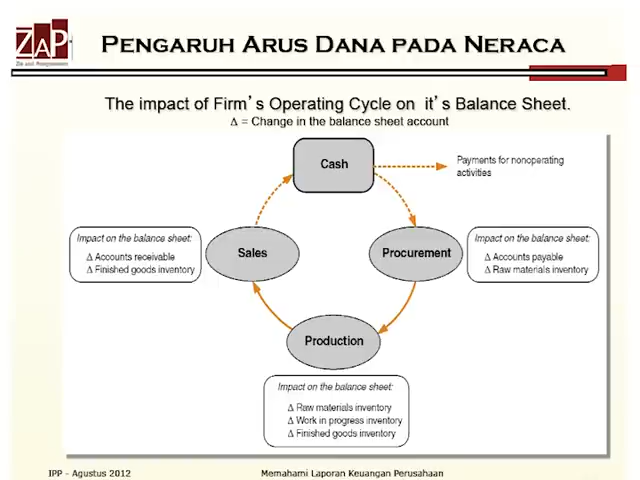 ZAP
PENGARUH ARUS DANA PADA NERACA
The impact of Firm's Operating Cycle on it's Balance Sheet.
Δ = Change in the balance sheet account
Cash
Payments for nonoperating
activities
Impact on the balance sheet:
Δ Accounts receivable
Δ Finished goods inventory
Sales
Procurement
Impact on the balance sheet:
Δ Accounts payable
Δ Raw materials inventory
Production
Impact on the balance sheet:
Δ Raw materials inventory
Δ Work in progress inventory
Δ Finished goods inventory
IPP - Agustus 2012
Memahami Laporan Keuangan Perusahaan